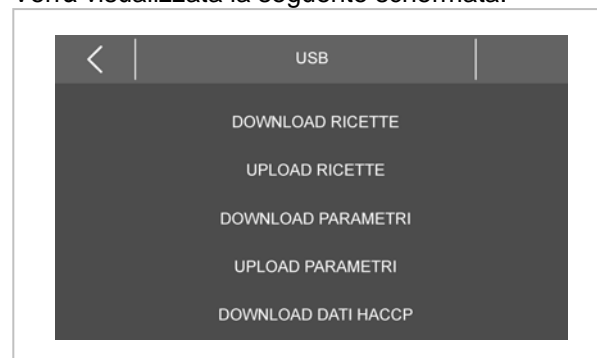 Verrà visualizzata la seguente schermata:
USB
DOWNLOAD RICETTE
UPLOAD RICETTE
DOWNLOAD PARAMETRI
UPLOAD PARAMETRI
DOWNLOAD DATI HACCP